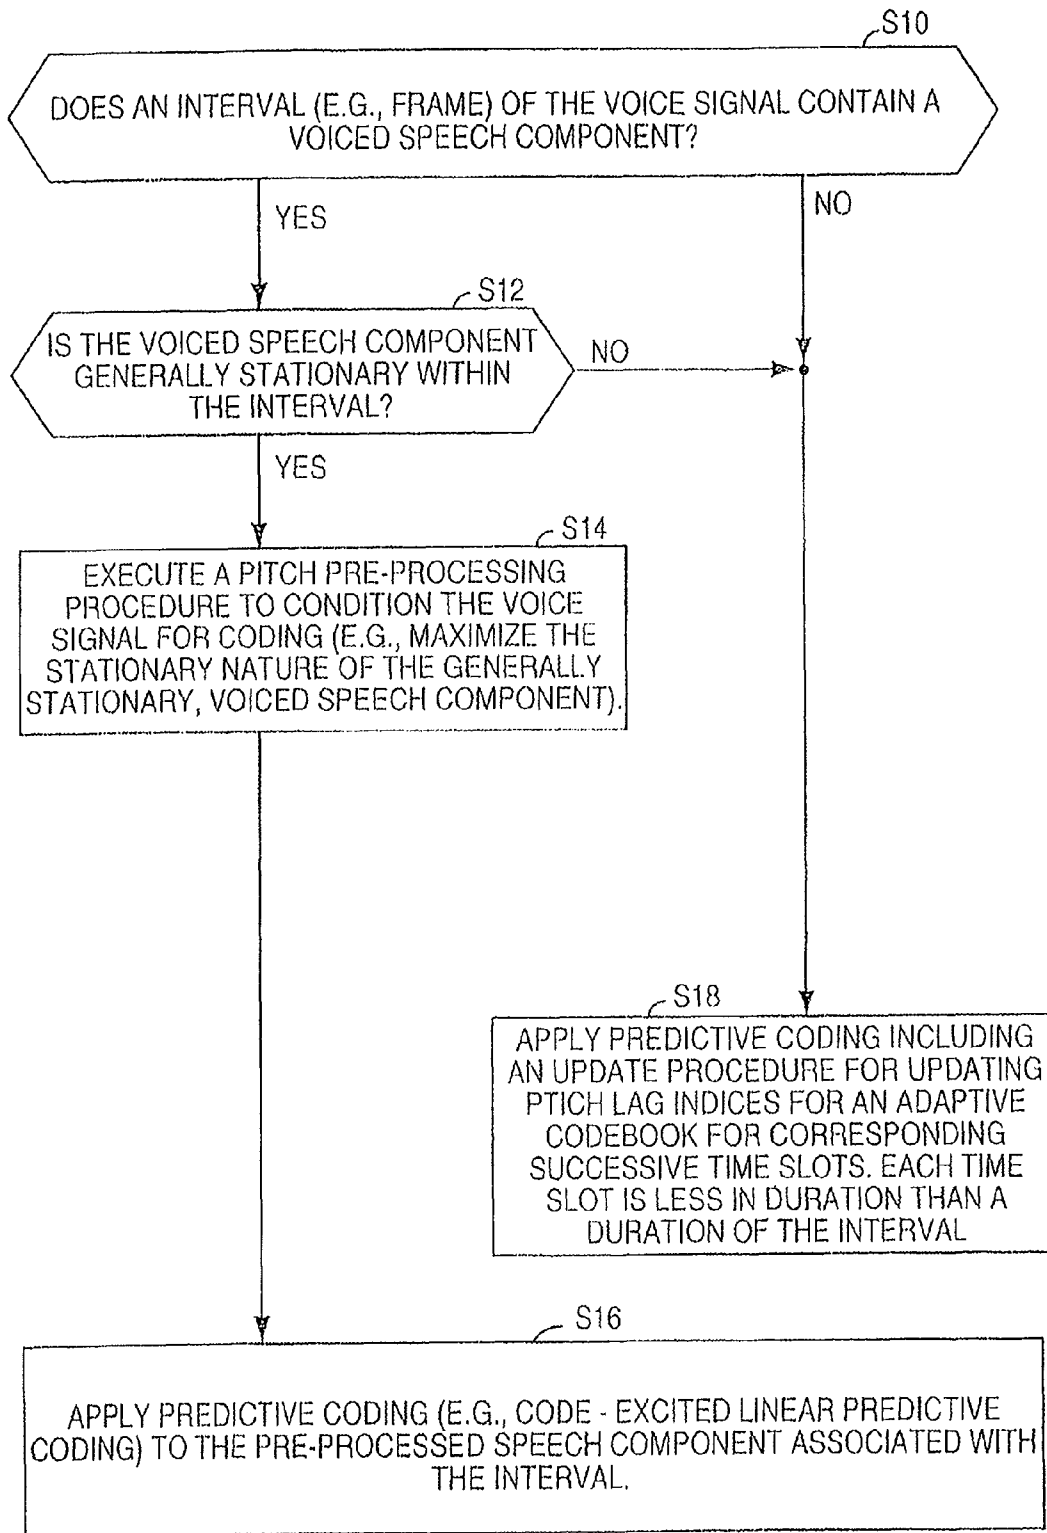 S10
DOES AN INTERVAL (E.G., FRAME) OF THE VOICE SIGNAL CONTAIN A
VOICED SPEECH COMPONENT?
YES
NO
S12
IS THE VOICED SPEECH COMPONENT
GENERALLY STATIONARY WITHIN
THE INTERVAL?
NO
YES
S14
EXECUTE A PITCH PRE-PROCESSING
PROCEDURE TO CONDITION THE VOICE
SIGNAL FOR CODING (E.G., MAXIMIZE THE
STATIONARY NATURE OF THE GENERALLY
STATIONARY, VOICED SPEECH COMPONENT).
S18
APPLY PREDICTIVE CODING INCLUDING
AN UPDATE PROCEDURE FOR UPDATING
PTICH LAG INDICES FOR AN ADAPTIVE
CODEBOOK FOR CORRESPONDING
SUCCESSIVE TIME SLOTS. EACH TIME
SLOT IS LESS IN DURATION THAN A
DURATION OF THE INTERVAL
S16
APPLY PREDICTIVE CODING (E.G., CODE - EXCITED LINEAR PREDICTIVE
CODING) TO THE PRE-PROCESSED SPEECH COMPONENT ASSOCIATED WITH
THE INTERVAL.